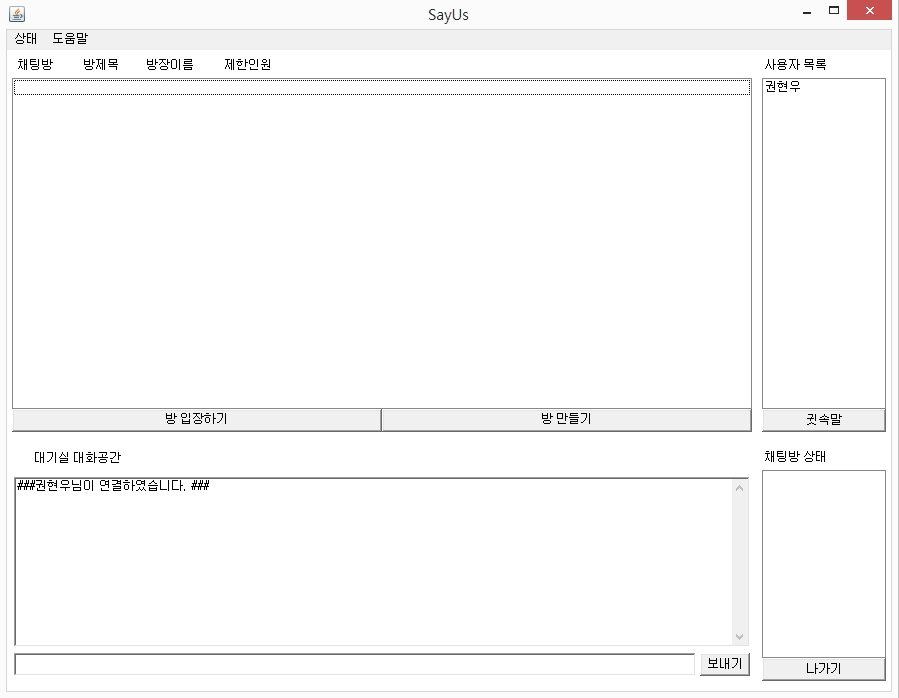 SayUs
상태 도움말
채팅방 방제목 방장이름 제한인원 사용자 목록
권현우
방 입장하기 방 만들기 귓속말
대기실 대화공간 채팅방 상태
###권현우님이 연결하였습니다. ###
보내기
나가기